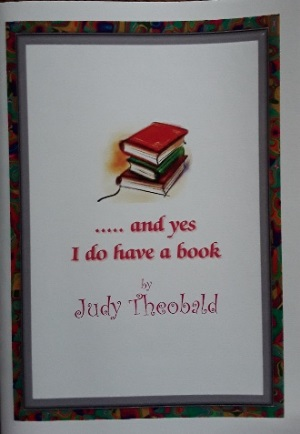 ..... and yes
I do have a book
by
Judy Theobald